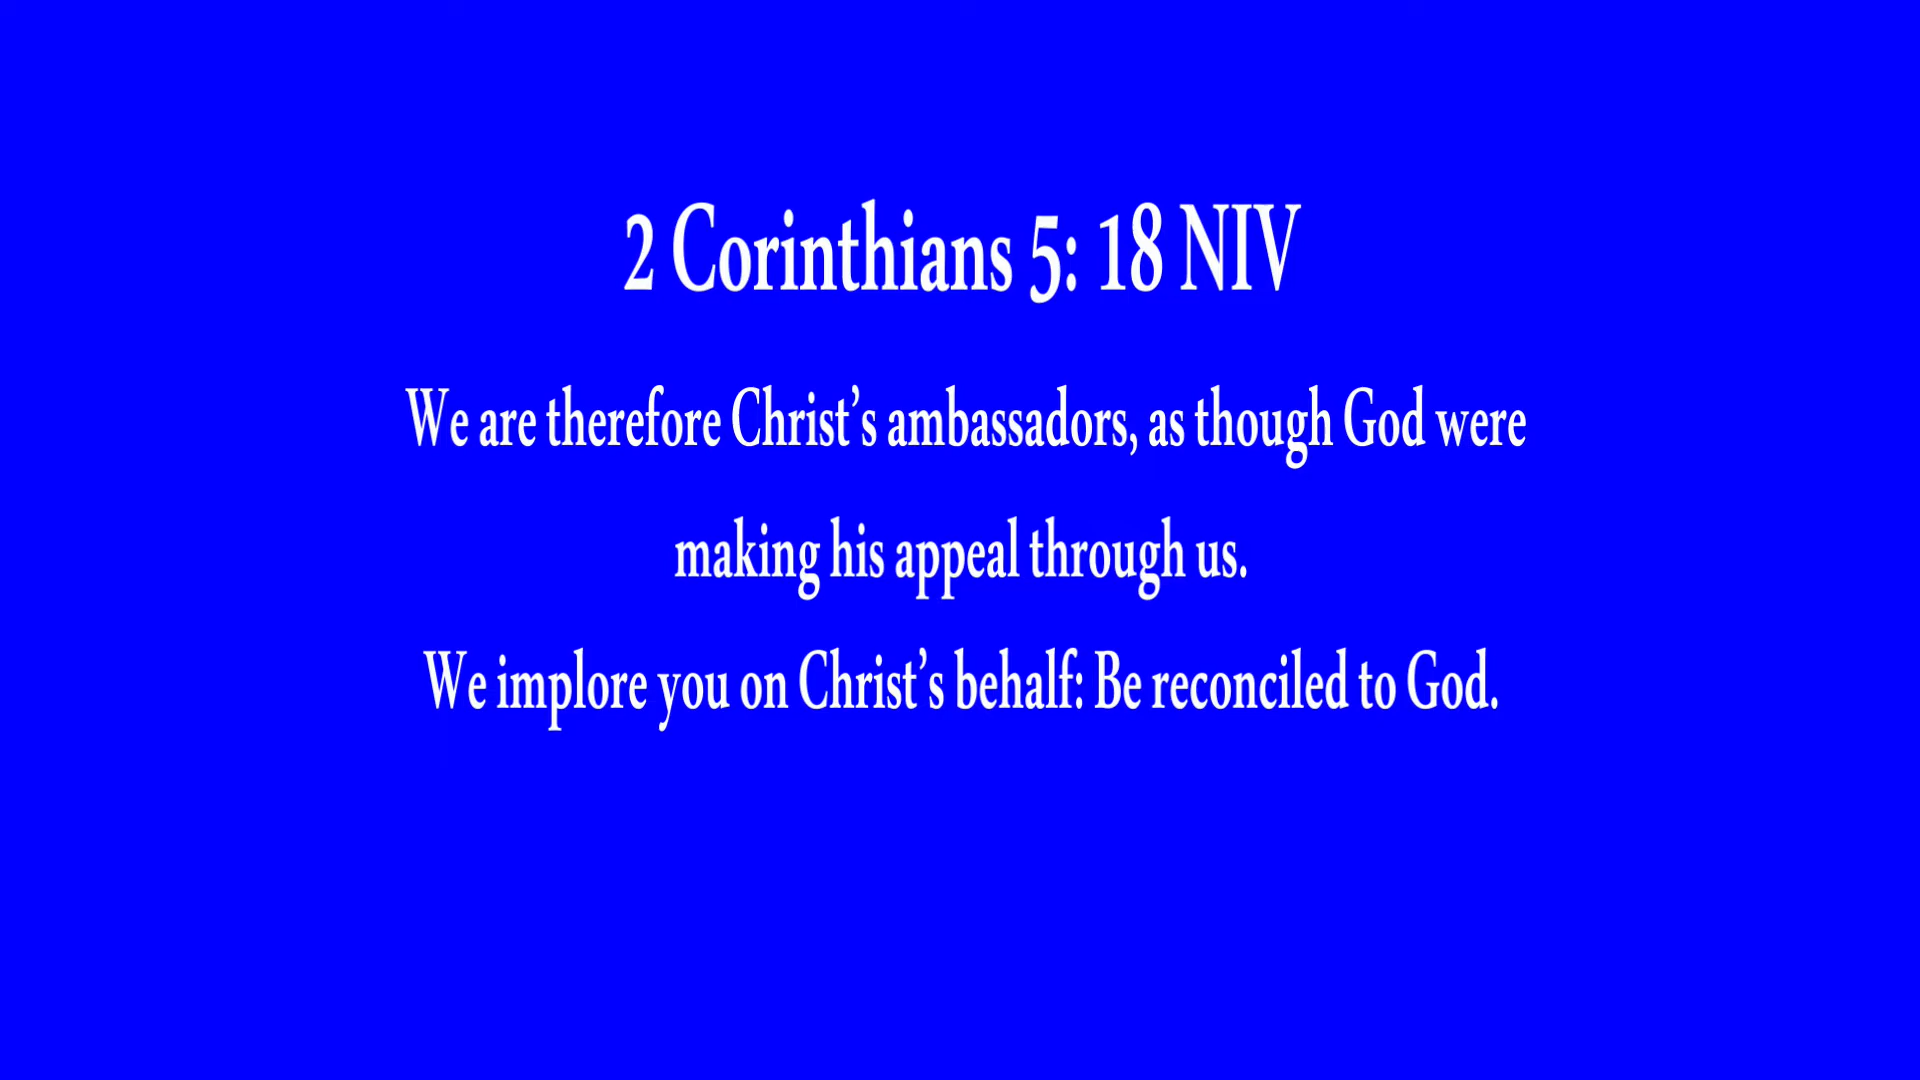 2 Corinthians 5: 18 NIV
We are therefore Christ’s ambassadors, as though God were
making his appeal through us.
We implore you on Christ’s behalf: Be reconciled to God.